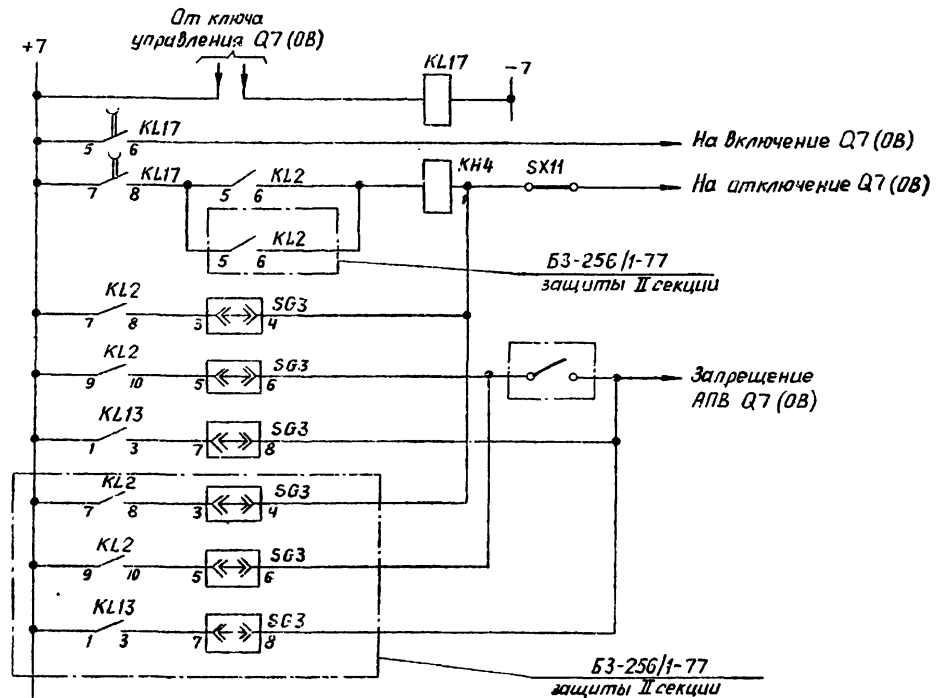 От ключа
управления Q7 (ОВ)
+7
KL17
-7
KL17
5 6
На включение Q7 (ОВ)
KL17
7 8
KL2
5 6
KH4
1
SX11
На отключение Q7 (ОВ)
KL2
5 6
БЗ-256/1-77
защиты II секции
KL2
7 8
3 SG3 4
KL2
9 10
5 SG3 6
Запрещение
АПВ Q7 (ОВ)
KL13
1 3
7 SG3 8
KL2
7 8
3 SG3 4
KL2
9 10
5 SG3 6
KL13
1 3
7 SG3 8
БЗ-256/1-77
защиты II секции